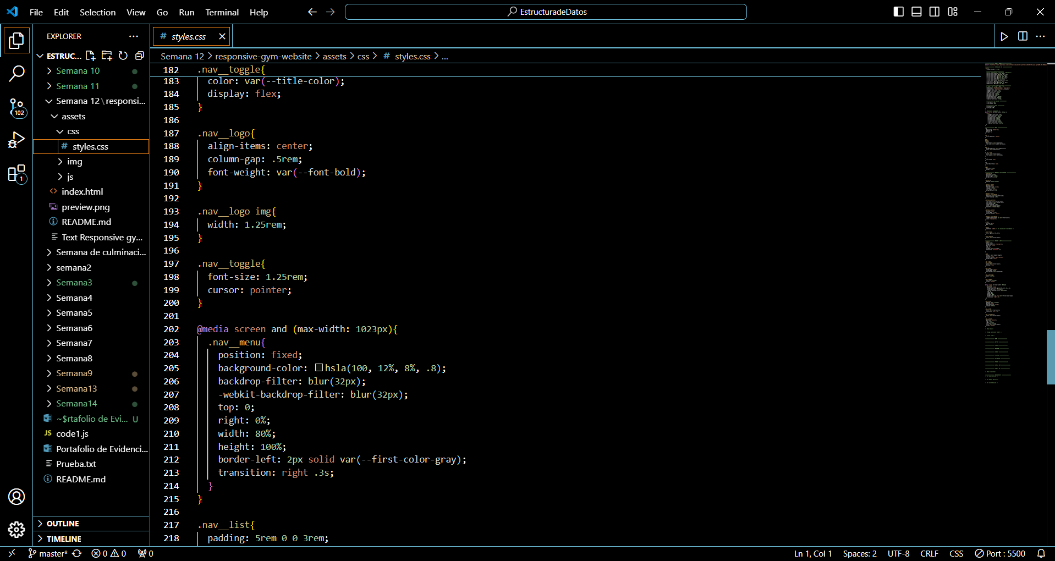 File Edit Selection View Go Run Terminal Help
EstructuradeDatos
EXPLORER
styles.css
ESTRUC...
Semana 10
Semana 11
Semana 12 \ responsi...
assets
css
styles.css
img
js
index.html
preview.png
README.md
Text Responsive gy...
Semana de culminaci...
semana2
Semana3
Semana4
Semana5
Semana6
Semana7
Semana8
Semana9
Semana13
Semana14
~$rtafolio de Evi... U
JS code1.js
Portafolio de Evidenci...
Prueba.txt
README.md
OUTLINE
TIMELINE
102
1
Semana 12 > responsive-gym-website > assets > css > # styles.css > ...
182 .nav__toggle{
183 color: var(--title-color);
184 display: flex;
185 }
186
187 .nav__logo{
188 align-items: center;
189 column-gap: .5rem;
190 font-weight: var(--font-bold);
191 }
192
193 .nav__logo img{
194 width: 1.25rem;
195 }
196
197 .nav__toggle{
198 font-size: 1.25rem;
199 cursor: pointer;
200 }
201
202 @media screen and (max-width: 1023px){
203 .nav__menu{
204 position: fixed;
205 background-color: hsla(100, 12%, 8%, .8);
206 backdrop-filter: blur(32px);
207 -webkit-backdrop-filter: blur(32px);
208 top: 0;
209 right: 0%;
210 width: 80%;
211 height: 100%;
212 border-left: 2px solid var(--first-color-gray);
213 transition: right .3s;
214 }
215 }
216
217 .nav__list{
218 padding: 5rem 0 0 3rem;
master* 0 0 0 Ln 1, Col 1 Spaces: 2 UTF-8 CRLF CSS Port : 5500